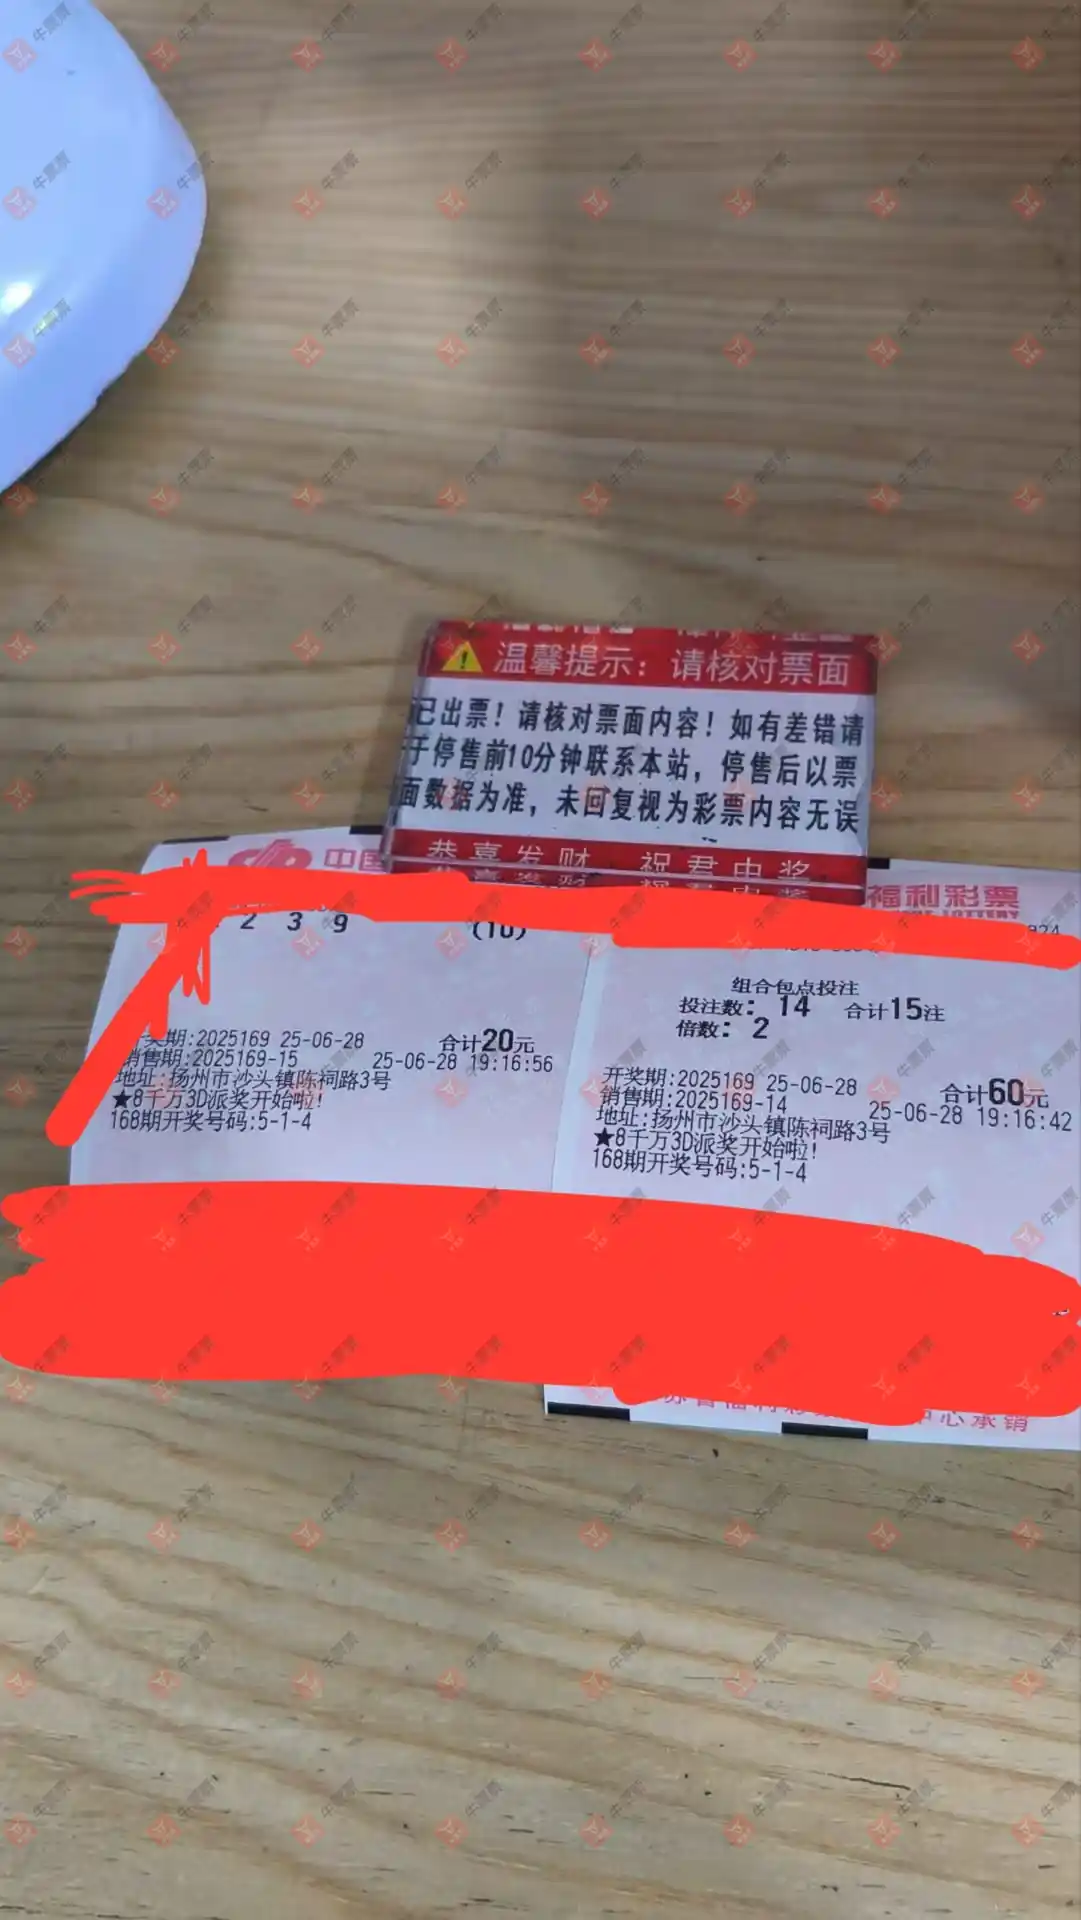 温馨提示：请核对票面
已出票！请核对票面内容！如有差错请
于停售前10分钟联系本站，停售后以票
面数据为准，未回复视为彩票内容无误
恭喜发财 祝君中奖
中国
2 3 9 (10)
合计20元
开奖期:2025169 25-06-28
销售期:2025169-15 25-06-28 19:16:56
地址:扬州市沙头镇陈祠路3号
★8千万3D派奖开始啦!
168期开奖号码:5-1-4
福利彩票
组合包点投注
投注数: 14 合计15注
倍数: 2
开奖期:2025169 25-06-28 合计60元
销售期:2025169-14 25-06-28 19:16:42
地址:扬州市沙头镇陈祠路3号
★8千万3D派奖开始啦!
168期开奖号码:5-1-4
中心承销
牛票票